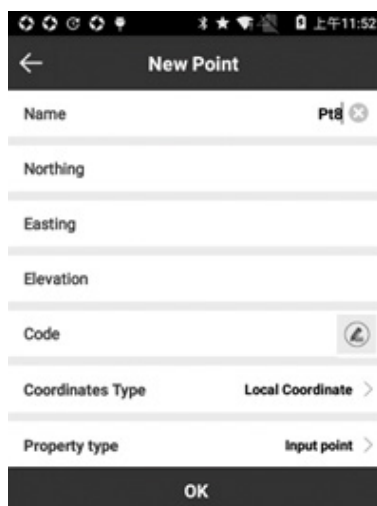 上午11:52
New Point
Name Pt8
Northing
Easting
Elevation
Code
Coordinates Type Local Coordinate
Property type Input point
OK